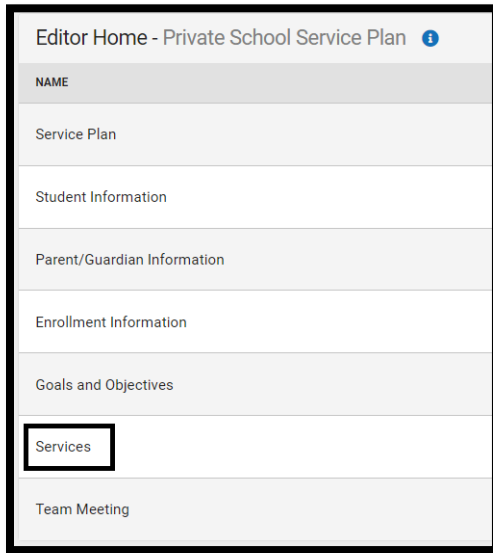 Editor Home - Private School Service Plan
NAME
Service Plan
Student Information
Parent/Guardian Information
Enrollment Information
Goals and Objectives
Services
Team Meeting